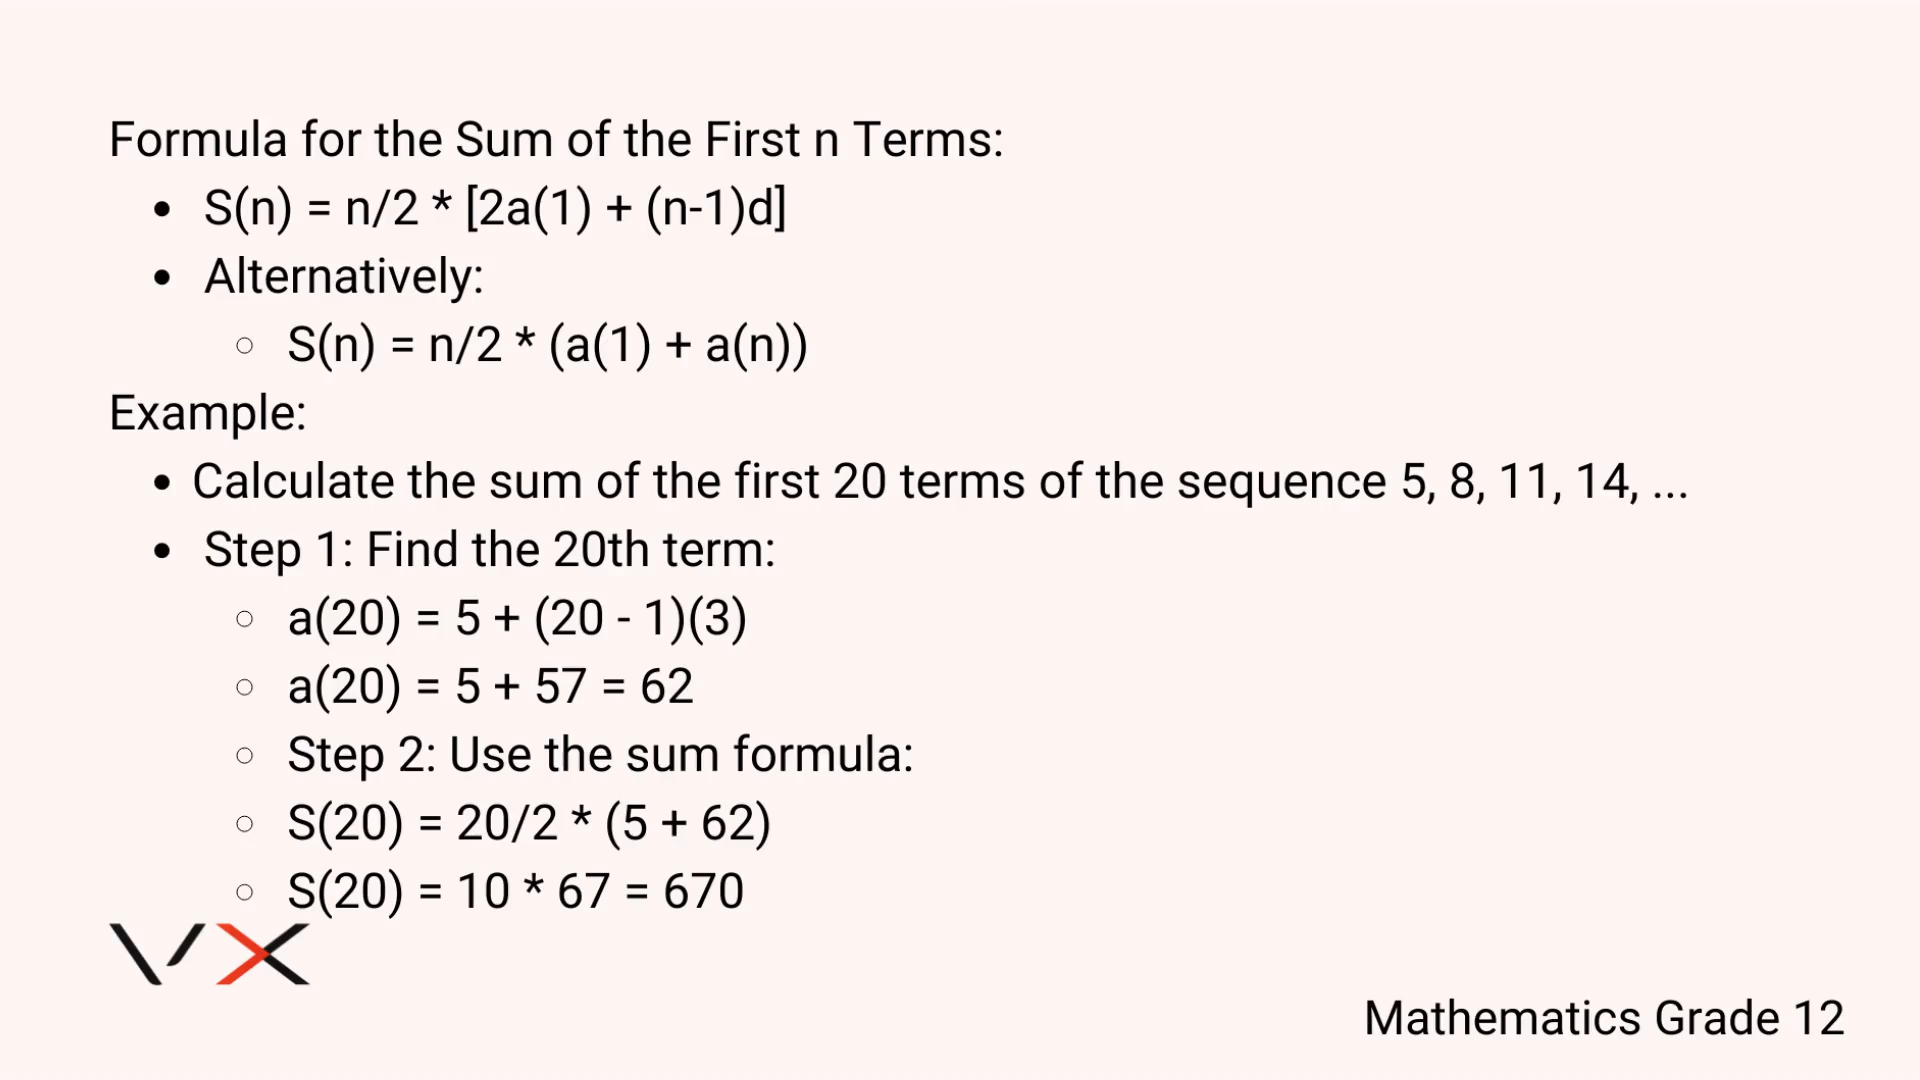 Formula for the Sum of the First n Terms:
• S(n) = n/2 * [2a(1) + (n-1)d]
• Alternatively:
○ S(n) = n/2 * (a(1) + a(n))
Example:
• Calculate the sum of the first 20 terms of the sequence 5, 8, 11, 14, ...
• Step 1: Find the 20th term:
○ a(20) = 5 + (20 - 1)(3)
○ a(20) = 5 + 57 = 62
○ Step 2: Use the sum formula:
○ S(20) = 20/2 * (5 + 62)
○ S(20) = 10 * 67 = 670
VX
Mathematics Grade 12